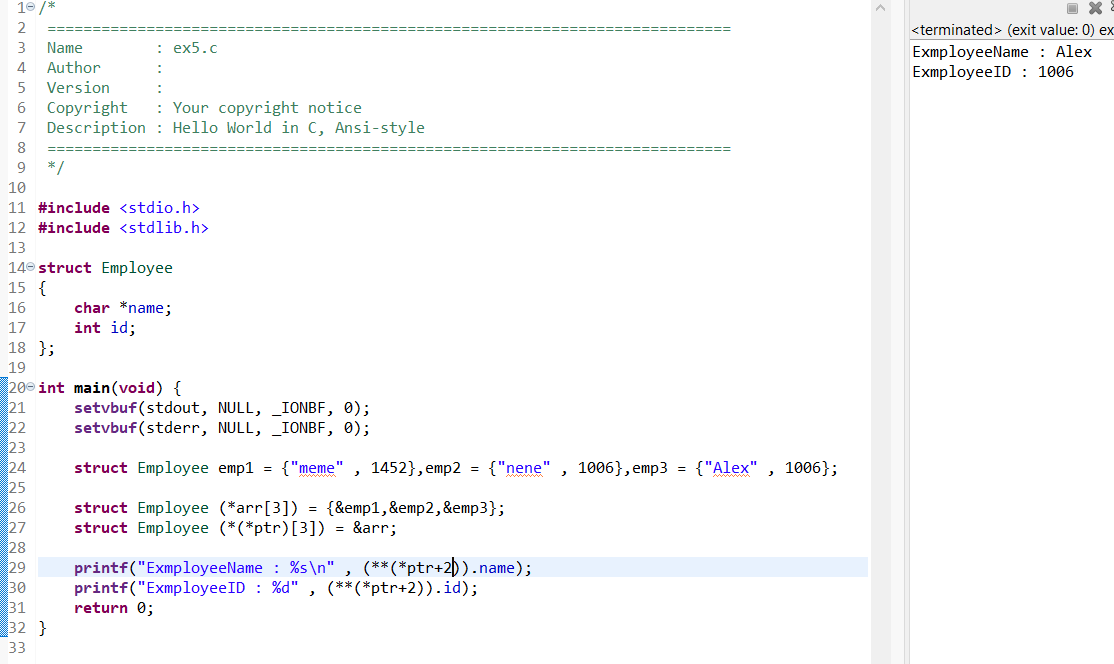 1 /*
2 ============================================================================
3 Name        : ex5.c
4 Author      :
5 Version     :
6 Copyright   : Your copyright notice
7 Description : Hello World in C, Ansi-style
8 ============================================================================
9 */
10
11 #include <stdio.h>
12 #include <stdlib.h>
13
14 struct Employee
15 {
16     char *name;
17     int id;
18 };
19
20 int main(void) {
21     setvbuf(stdout, NULL, _IONBF, 0);
22     setvbuf(stderr, NULL, _IONBF, 0);
23
24     struct Employee emp1 = {"meme" , 1452},emp2 = {"nene" , 1006},emp3 = {"Alex" , 1006};
25
26     struct Employee (*arr[3]) = {&emp1,&emp2,&emp3};
27     struct Employee (*(*ptr)[3]) = &arr;
28
29     printf("ExmployeeName : %s\n" , (**(*ptr+2)).name);
30     printf("ExmployeeID : %d" , (**(*ptr+2)).id);
31     return 0;
32 }
33
<terminated> (exit value: 0) ex
ExmployeeName : Alex
ExmployeeID : 1006